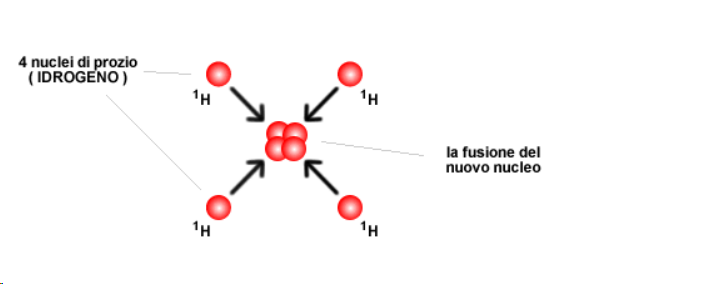 4 nuclei di prozio
( IDROGENO )
¹H
¹H
la fusione del
nuovo nucleo
¹H
¹H